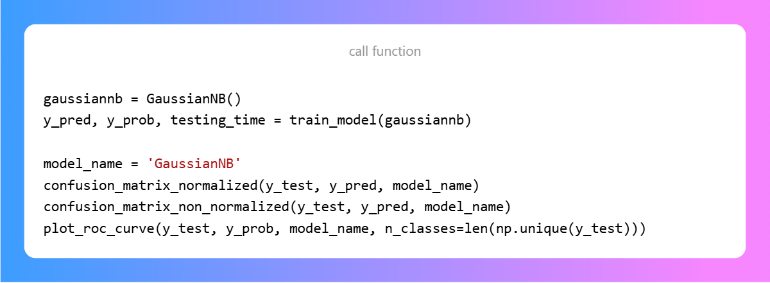 call function
gaussiannb = GaussianNB()
y_pred, y_prob, testing_time = train_model(gaussiannb)
model_name = 'GaussianNB'
confusion_matrix_normalized(y_test, y_pred, model_name)
confusion_matrix_non_normalized(y_test, y_pred, model_name)
plot_roc_curve(y_test, y_prob, model_name, n_classes=len(np.unique(y_test)))